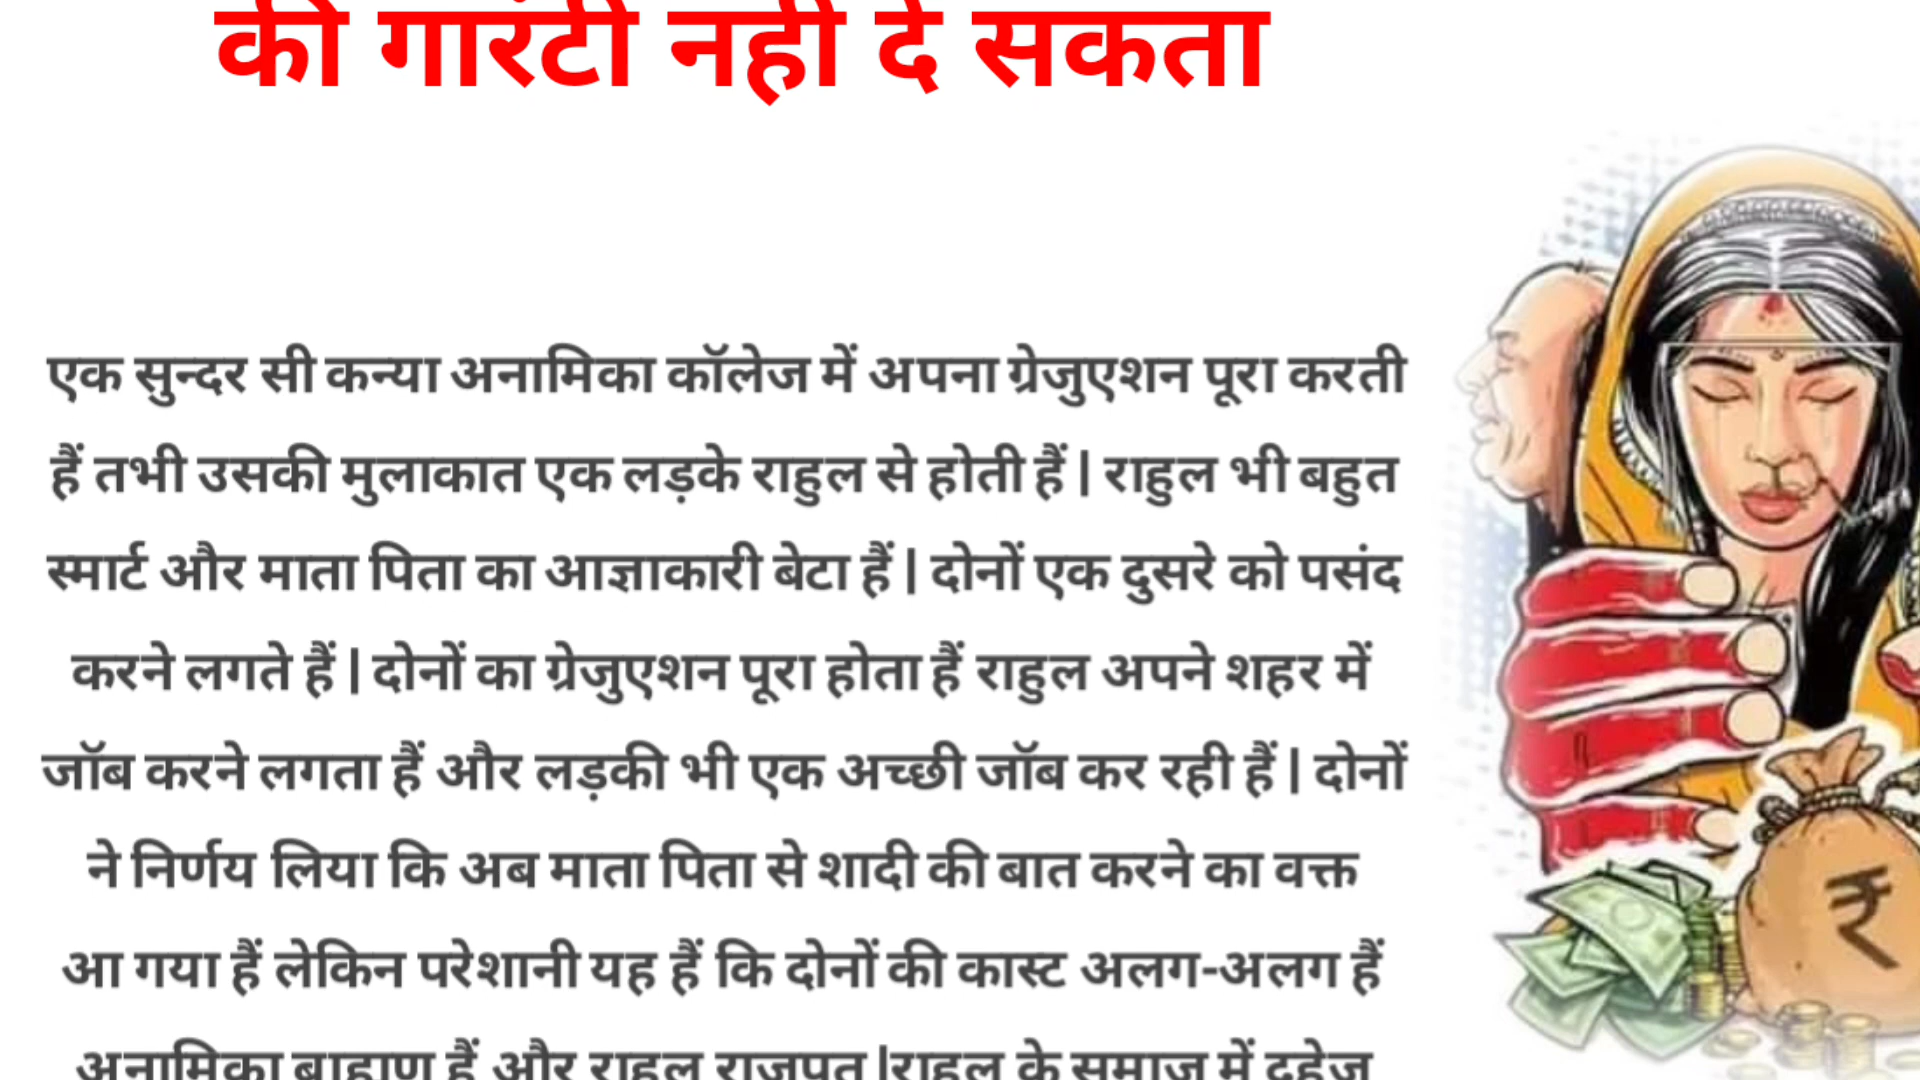 की गारंटी नहीं दे सकता
एक सुन्दर सी कन्या अनामिका कॉलेज में अपना ग्रेजुएशन पूरा करती
हैं तभी उसकी मुलाकात एक लड़के राहुल से होती हैं | राहुल भी बहुत
स्मार्ट और माता पिता का आज्ञाकारी बेटा हैं | दोनों एक दुसरे को पसंद
करने लगते हैं | दोनों का ग्रेजुएशन पूरा होता हैं राहुल अपने शहर में
जॉब करने लगता हैं और लड़की भी एक अच्छी जॉब कर रही हैं | दोनों
ने निर्णय लिया कि अब माता पिता से शादी की बात करने का वक्त
आ गया हैं लेकिन परेशानी यह हैं कि दोनों की कास्ट अलग-अलग हैं
अनामिका ब्राह्मण हैं और राहुल राजपूत |राहुल के समाज में दहेज
₹